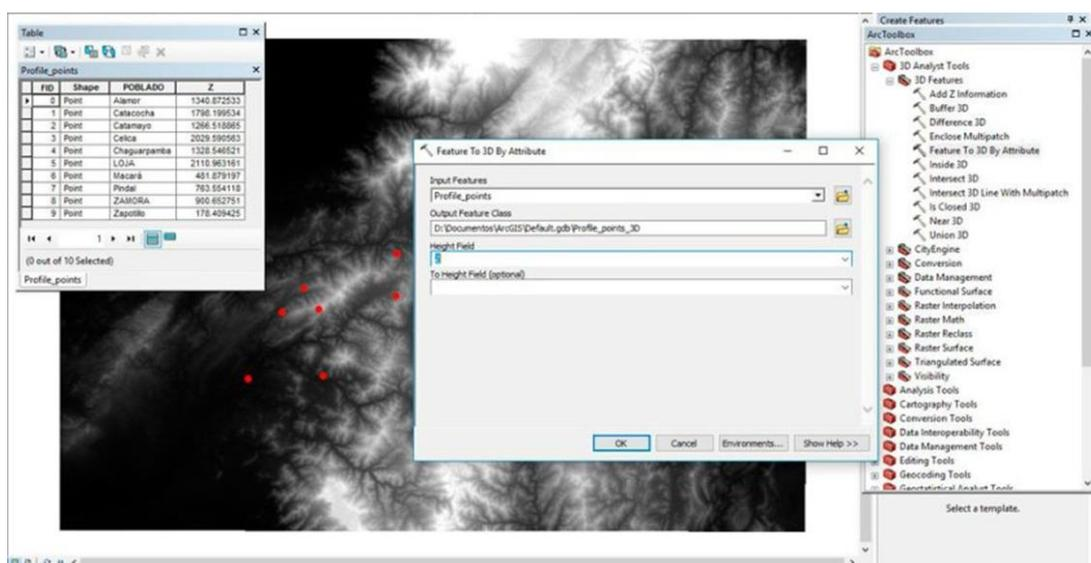 Table
Profile_points
FID Shape POBLADO Z
0 Point Alamor 1340.872533
1 Point Catacocha 1798.199534
2 Point Catamayo 1266.518865
3 Point Celica 2029.590563
4 Point Chaguarpamba 1328.546521
5 Point LOJA 2110.963161
6 Point Macará 481.879197
7 Point Pindal 763.554118
8 Point ZAMORA 900.652751
9 Point Zapotillo 178.409425
1
(0 out of 10 Selected)
Profile_points
Feature To 3D By Attribute
Input Features
Profile_points
Output Feature Class
D:\Documentos\ArcGIS\Default.gdb\Profile_points_3D
Height Field
To Height Field (optional)
OK Cancel Environments... Show Help >>
Create Features
ArcToolbox
ArcToolbox
3D Analyst Tools
3D Features
Add Z Information
Buffer 3D
Difference 3D
Enclose Multipatch
Feature To 3D By Attribute
Inside 3D
Intersect 3D
Intersect 3D Line With Multipatch
Is Closed 3D
Near 3D
Union 3D
CityEngine
Conversion
Data Management
Functional Surface
Raster Interpolation
Raster Math
Raster Reclass
Raster Surface
Triangulated Surface
Visibility
Analysis Tools
Cartography Tools
Conversion Tools
Data Interoperability Tools
Data Management Tools
Editing Tools
Geocoding Tools
Geostatistical Analyst Tools
Select a template.